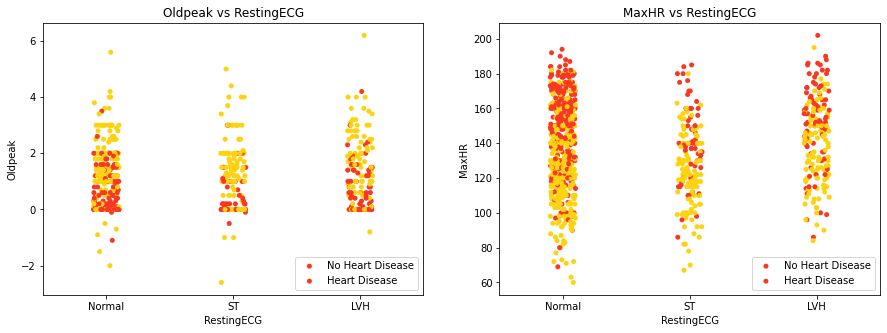 Oldpeak vs RestingECG
6
4
2
0
−2
Oldpeak
Normal
ST
LVH
RestingECG
No Heart Disease
Heart Disease
MaxHR vs RestingECG
200
180
160
140
120
100
80
60
MaxHR
Normal
ST
LVH
RestingECG
No Heart Disease
Heart Disease